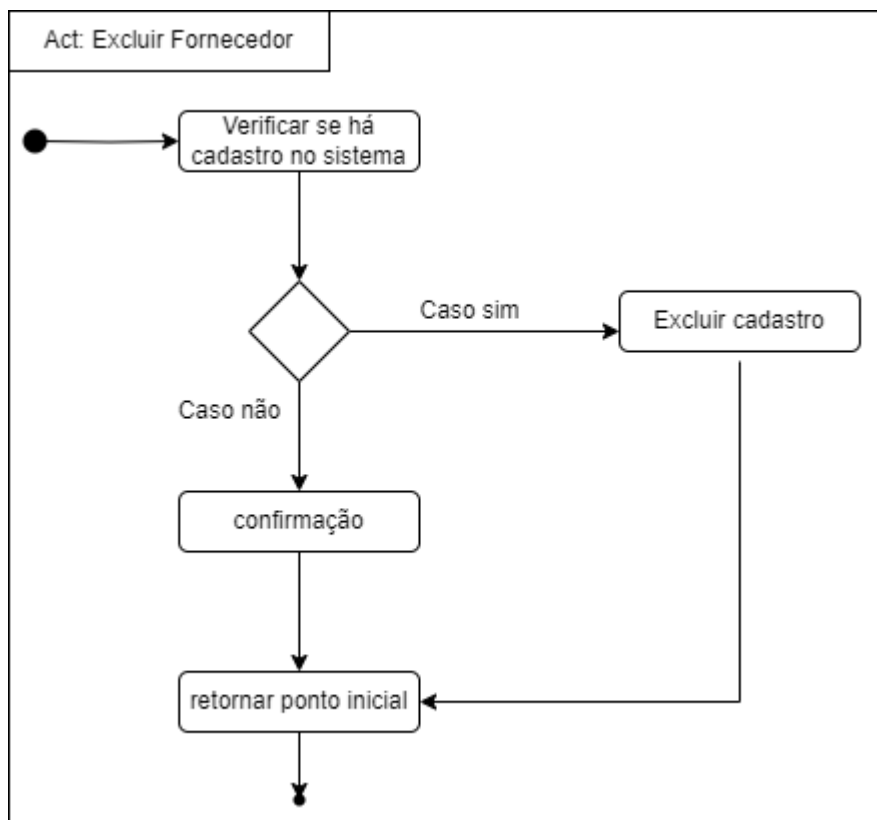 Act: Excluir Fornecedor
Verificar se há
cadastro no sistema
Caso sim
Excluir cadastro
Caso não
confirmação
retornar ponto inicial